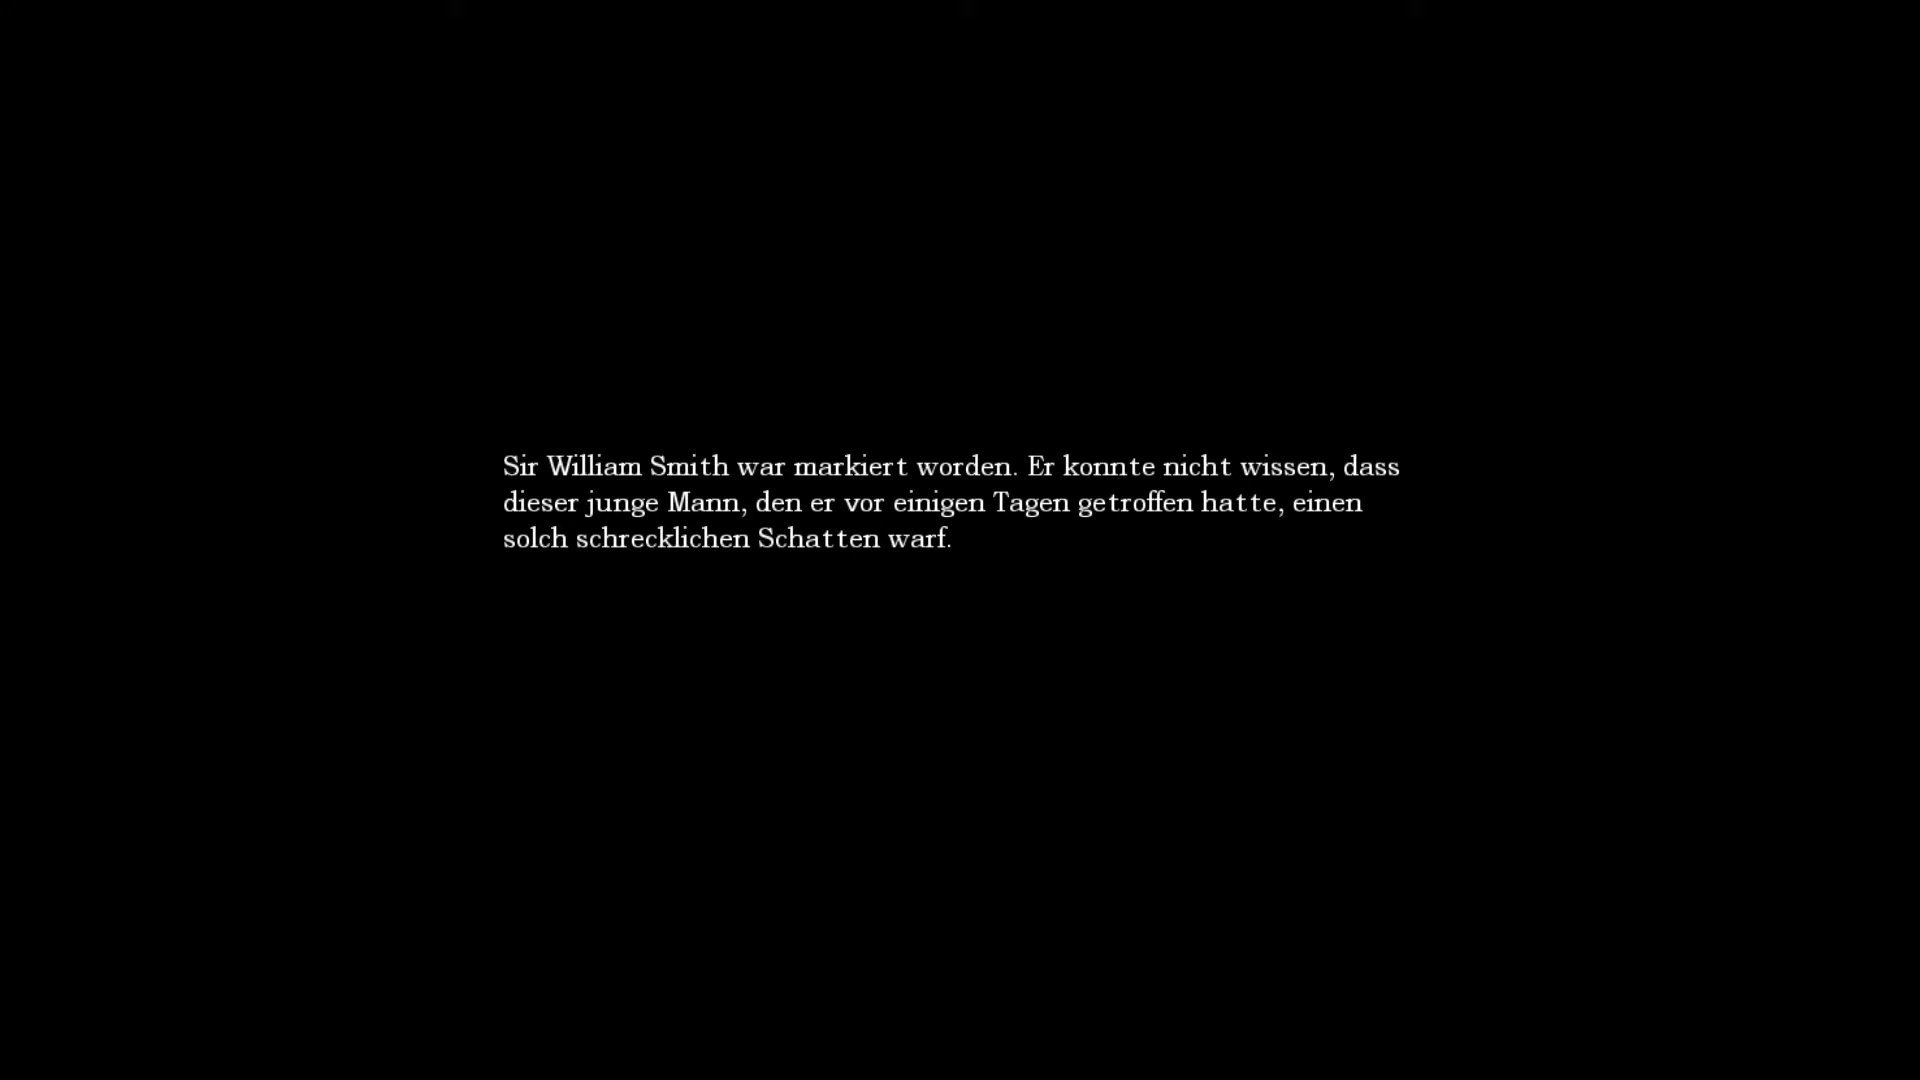 Sir William Smith war markiert worden. Er konnte nicht wissen, dass
dieser junge Mann, den er vor einigen Tagen getroffen hatte, einen
solch schrecklichen Schatten warf.